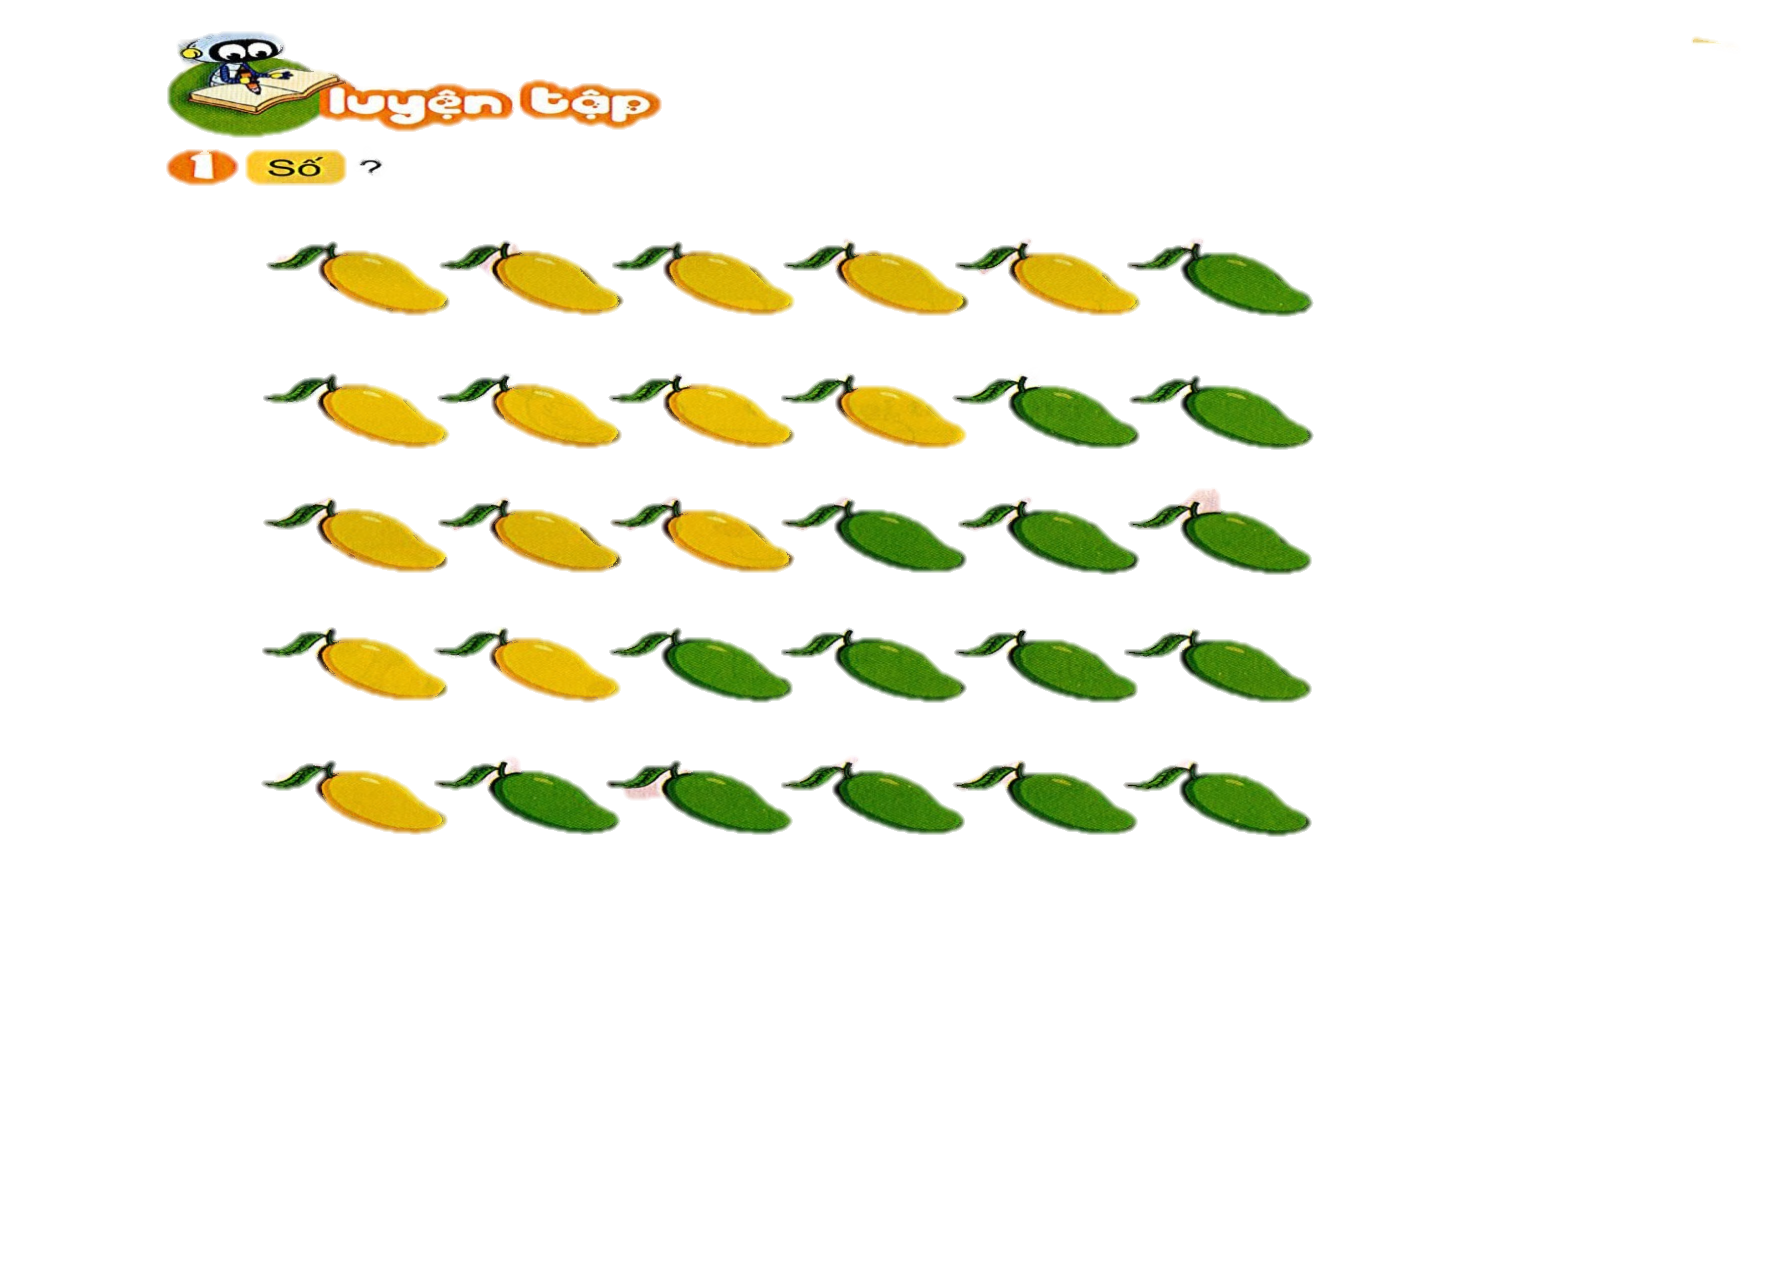 luyện tập
1 Số ?